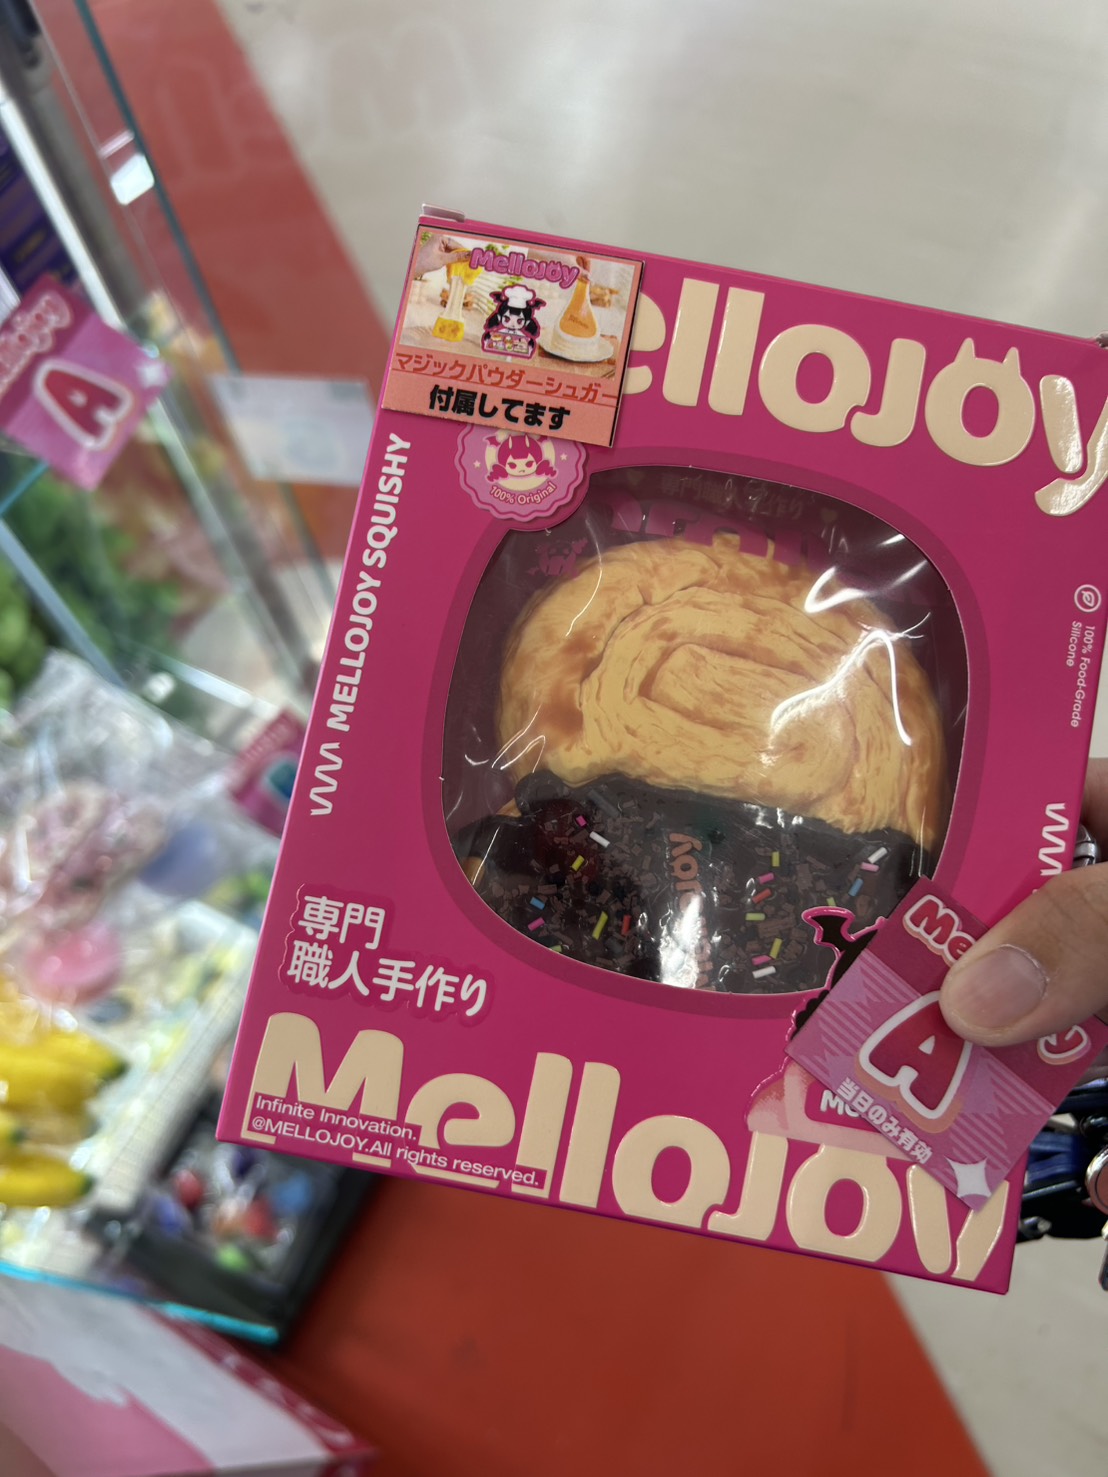 Mellojoy
マジックパウダーシュガー
付属してます
ellojoy
100% Original
MELLOJOY SQUISHY
100% Food-Grade
Silicone
Mellojoy
専門
職人手作り
Me
A
当日のみ有効
Mellojoy
Infinite Innovation.
@MELLOJOY.All rights reserved.
A